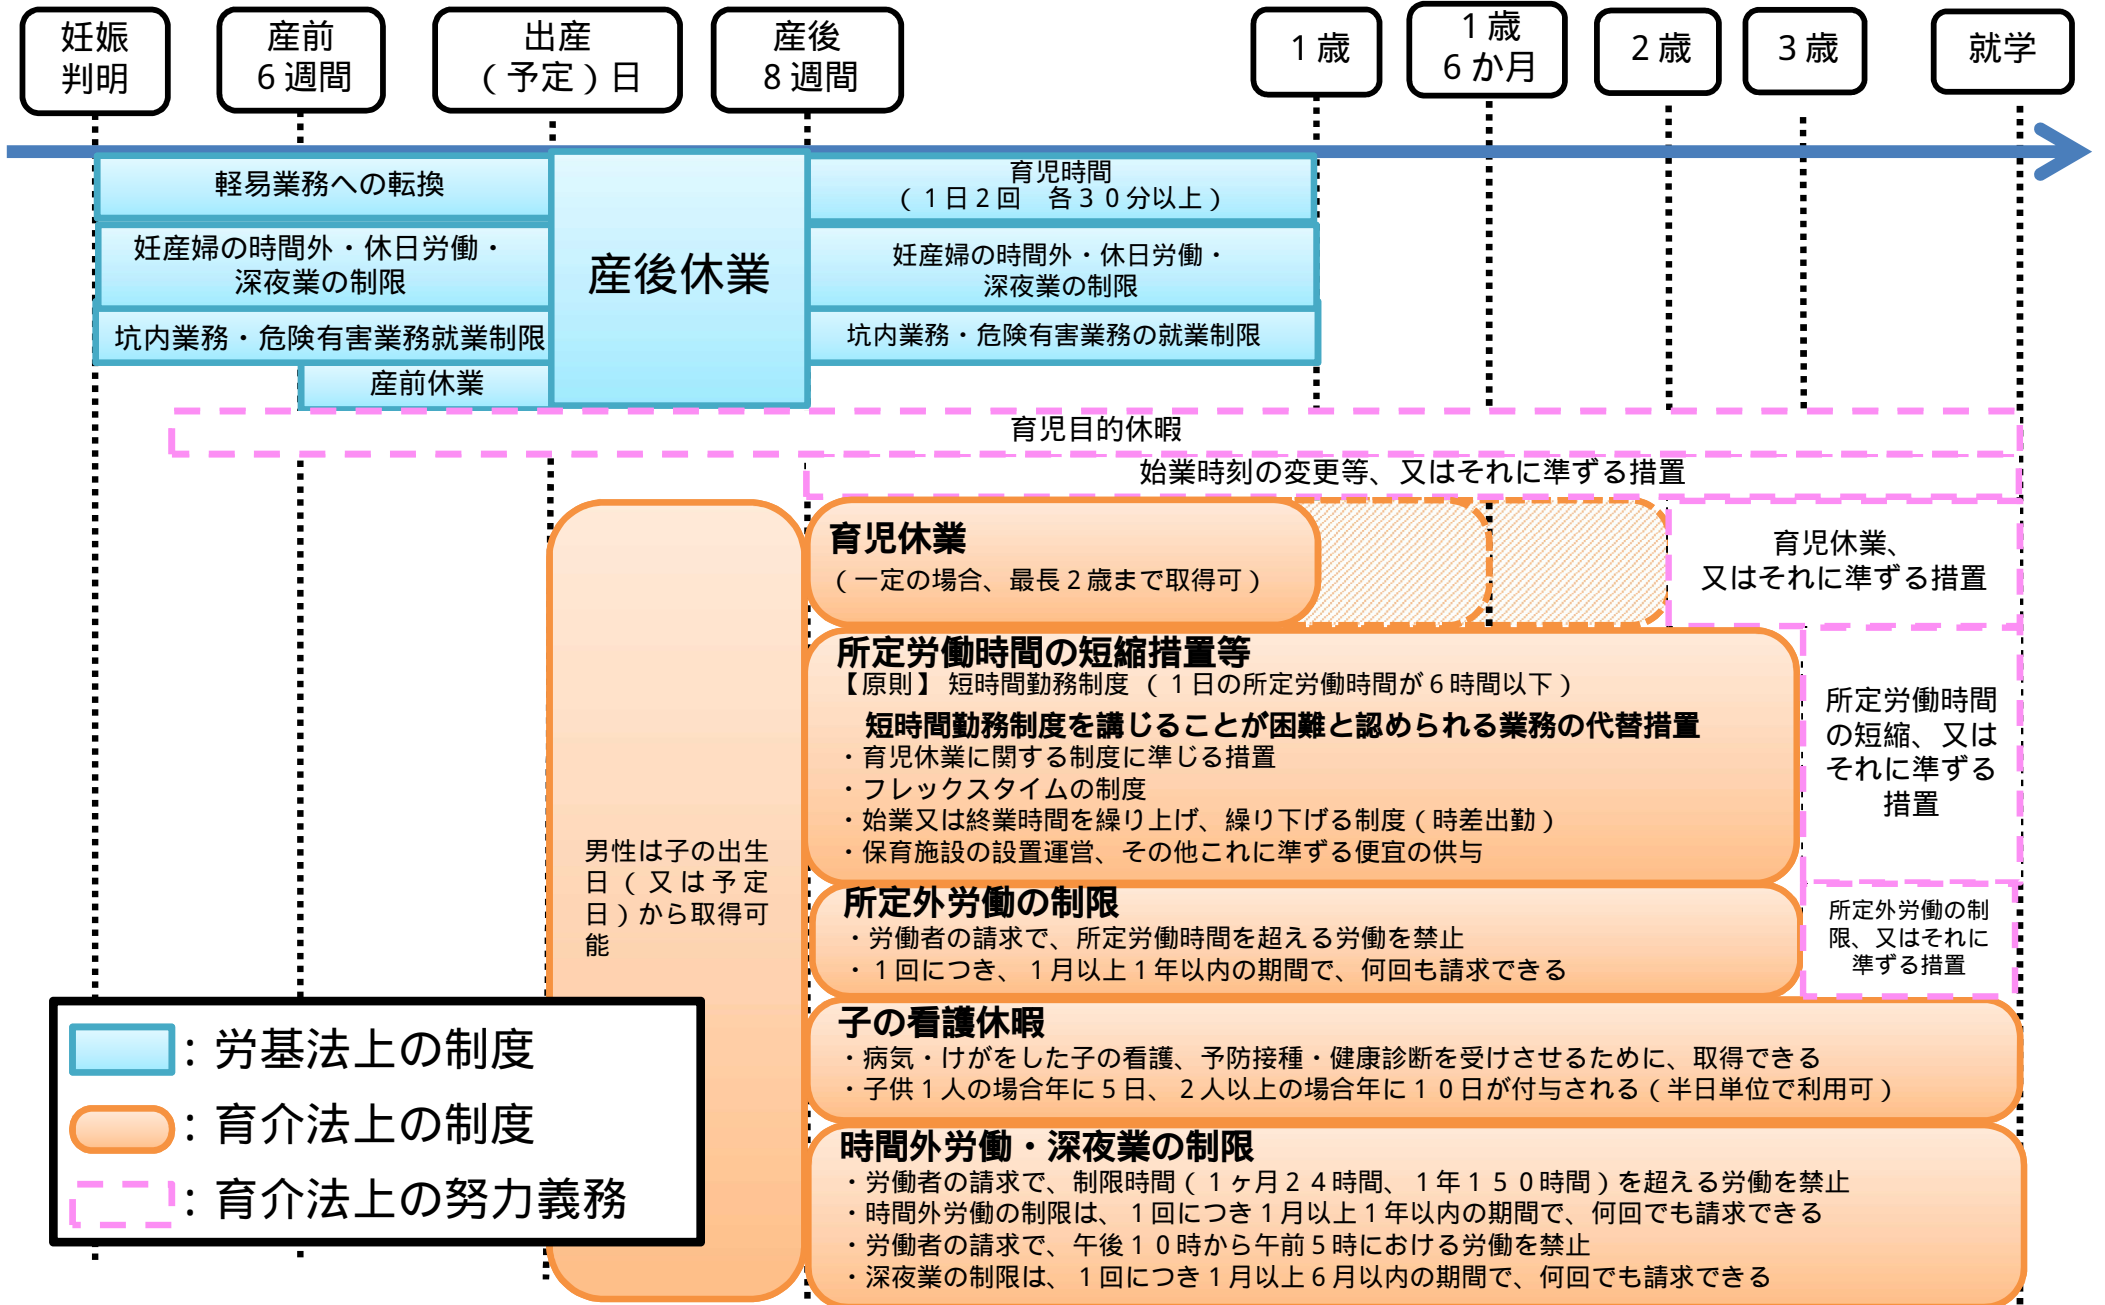 妊娠
判明
産前
6週間
出産
(予定)日
産後
8週間
1歳
1歳
6か月
2歳
3歳
就学
軽易業務への転換
妊産婦の時間外・休日労働・
深夜業の制限
坑内業務・危険有害業務就業制限
産前休業
産後休業
育児時間
(1日2回　各30分以上)
妊産婦の時間外・休日労働・
深夜業の制限
坑内業務・危険有害業務の就業制限
育児目的休暇
始業時刻の変更等、又はそれに準ずる措置
男性は子の出生
日(又は予定
日)から取得可
能
育児休業
(一定の場合、最長2歳まで取得可)
育児休業、
又はそれに準ずる措置
所定労働時間の短縮措置等
【原則】 短時間勤務制度 (1日の所定労働時間が6時間以下)
短時間勤務制度を講じることが困難と認められる業務の代替措置
・育児休業に関する制度に準じる措置
・フレックスタイムの制度
・始業又は終業時間を繰り上げ、繰り下げる制度(時差出勤)
・保育施設の設置運営、その他これに準ずる便宜の供与
所定労働時間
の短縮、又は
それに準ずる
措置
所定外労働の制限
・労働者の請求で、所定労働時間を超える労働を禁止
・1回につき、1月以上1年以内の期間で、何回も請求できる
所定外労働の制
限、又はそれに
準ずる措置
子の看護休暇
・病気・けがをした子の看護、予防接種・健康診断を受けさせるために、取得できる
・子供1人の場合年に5日、2人以上の場合年に10日が付与される(半日単位で利用可)
時間外労働・深夜業の制限
・労働者の請求で、制限時間(1ヶ月24時間、1年150時間)を超える労働を禁止
・時間外労働の制限は、1回につき1月以上1年以内の期間で、何回でも請求できる
・労働者の請求で、午後10時から午前5時における労働を禁止
・深夜業の制限は、1回につき1月以上6月以内の期間で、何回でも請求できる
:労基法上の制度
:育介法上の制度
:育介法上の努力義務